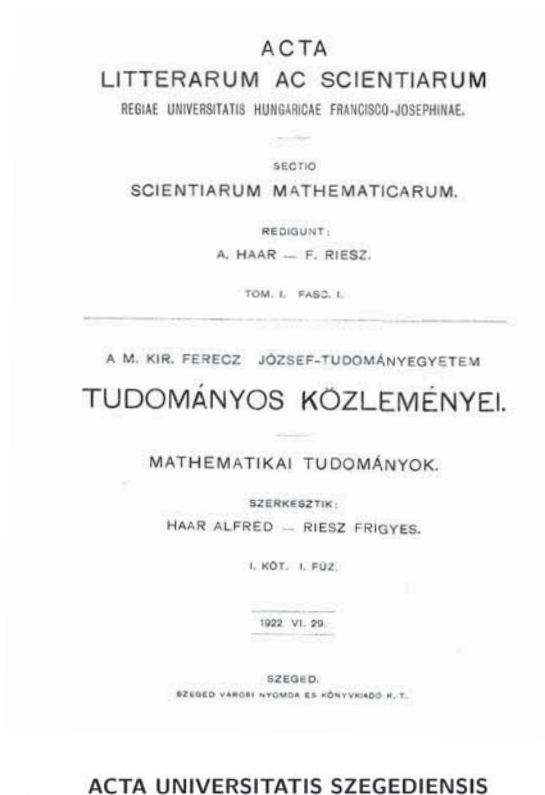 ACTA
LITTERARUM AC SCIENTIARUM
REGIAE UNIVERSITATIS HUNGARICAE FRANCISCO-JOSEPHINAE.
SECTIO
SCIENTIARUM MATHEMATICARUM.
REDIGUNT:
A. HAAR — F. RIESZ.
TOM. I. FASC. I.
A M. KIR. FERECZ JÓZSEF-TUDOMÁNYEGYETEM
TUDOMÁNYOS KÖZLEMÉNYEI.
MATHEMATIKAI TUDOMÁNYOK.
SZERKESZTIK:
HAAR ALFRÉD — RIESZ FRIGYES.
I. KÖT. I. FÜZ.
1922. VI. 29.
SZEGED.
SZEGED VÁROSI NYOMDA ÉS KÖNYVKIADÓ R. T.
ACTA UNIVERSITATIS SZEGEDIENSIS